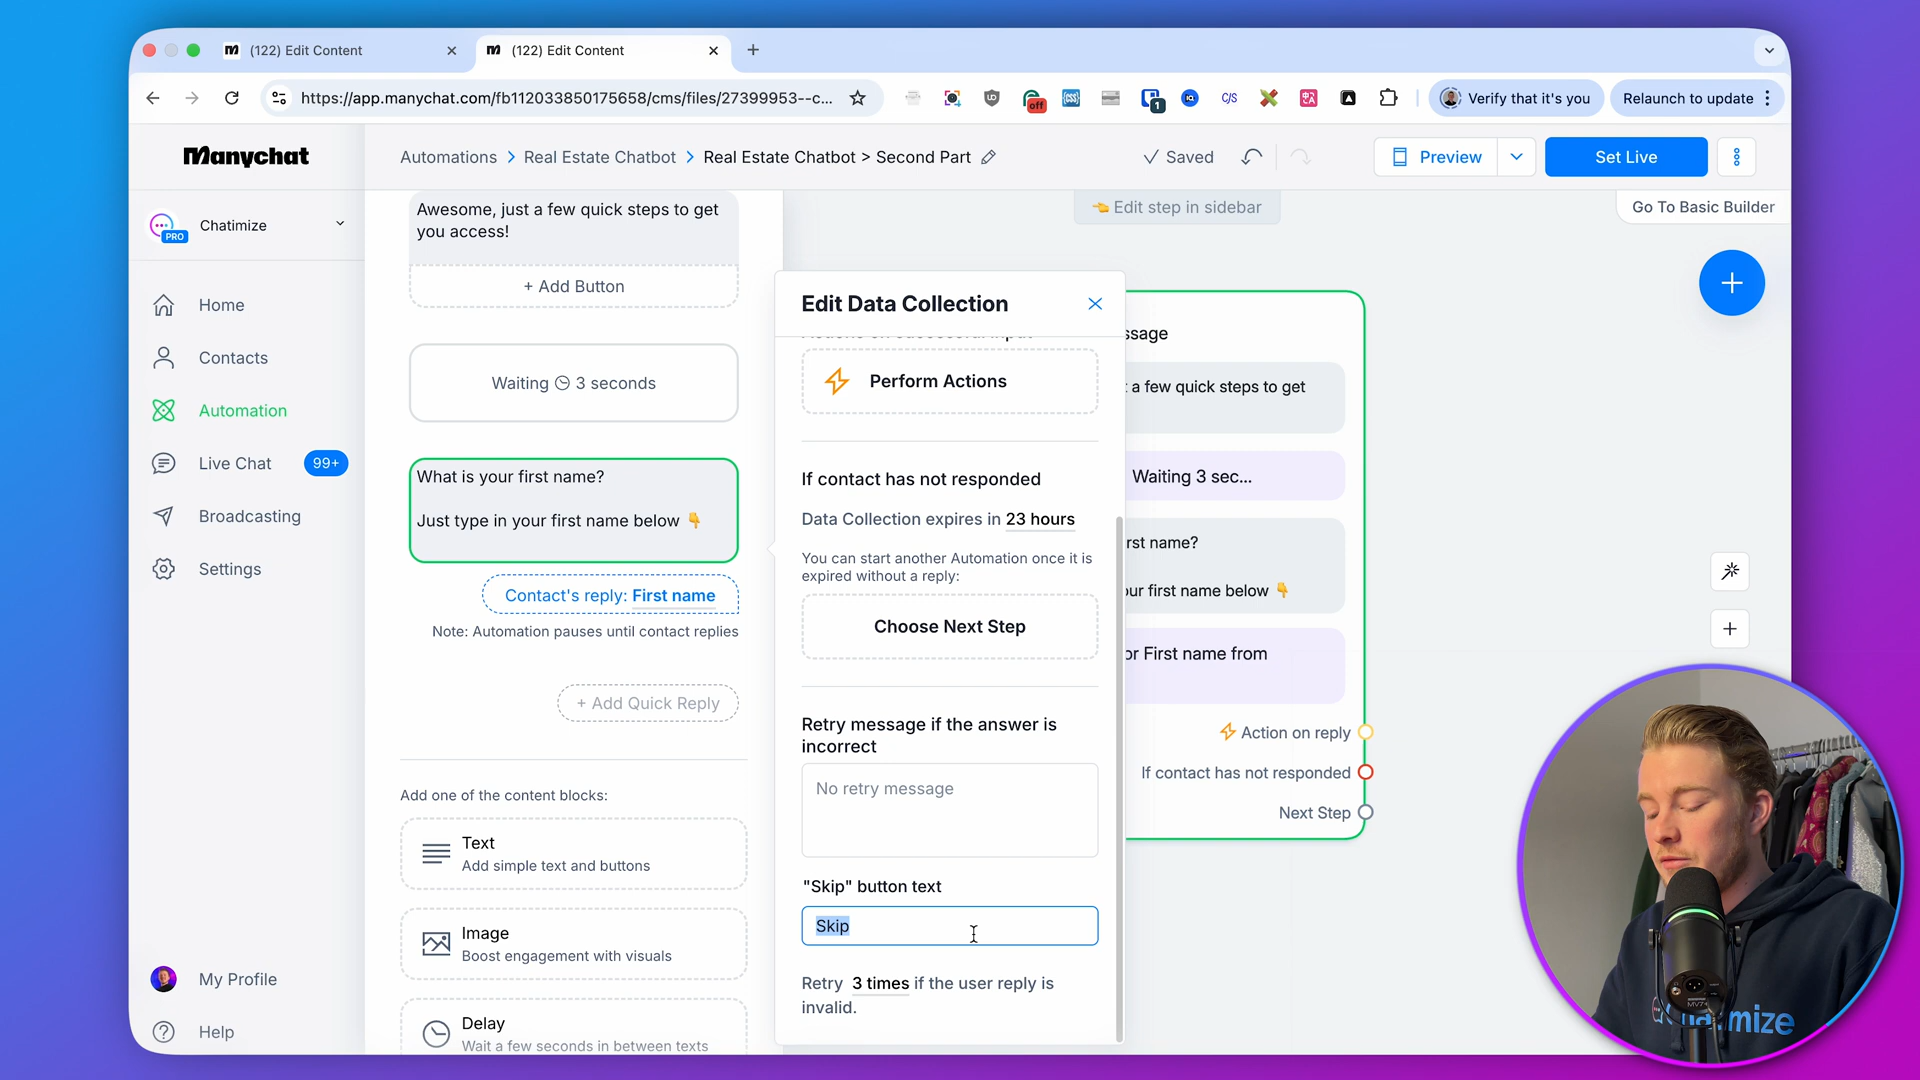 (122) Edit Content
(122) Edit Content
https://app.manychat.com/fb112033850175658/cms/files/27399953--c...
off
1
C/S
Verify that it's you
Relaunch to update
Manychat
Automations > Real Estate Chatbot > Real Estate Chatbot > Second Part
Saved
Preview
Set Live
Chatimize
PRO
Home
Contacts
Automation
Live Chat
99+
Broadcasting
Settings
My Profile
Help
Awesome, just a few quick steps to get
you access!
+ Add Button
Waiting 3 seconds
What is your first name?
Just type in your first name below 👇
Contact's reply: First name
Note: Automation pauses until contact replies
+ Add Quick Reply
Add one of the content blocks:
Text
Add simple text and buttons
Image
Boost engagement with visuals
Delay
Wait a few seconds in between texts
Edit Data Collection
Perform Actions
If contact has not responded
Data Collection expires in 23 hours
You can start another Automation once it is
expired without a reply:
Choose Next Step
Retry message if the answer is
incorrect
No retry message
"Skip" button text
Skip
Retry 3 times if the user reply is
invalid.
👈 Edit step in sidebar
Go To Basic Builder
ssage
a few quick steps to get
Waiting 3 sec...
rst name?
ur first name below 👇
or First name from
Action on reply
If contact has not responded
Next Step
MV7+